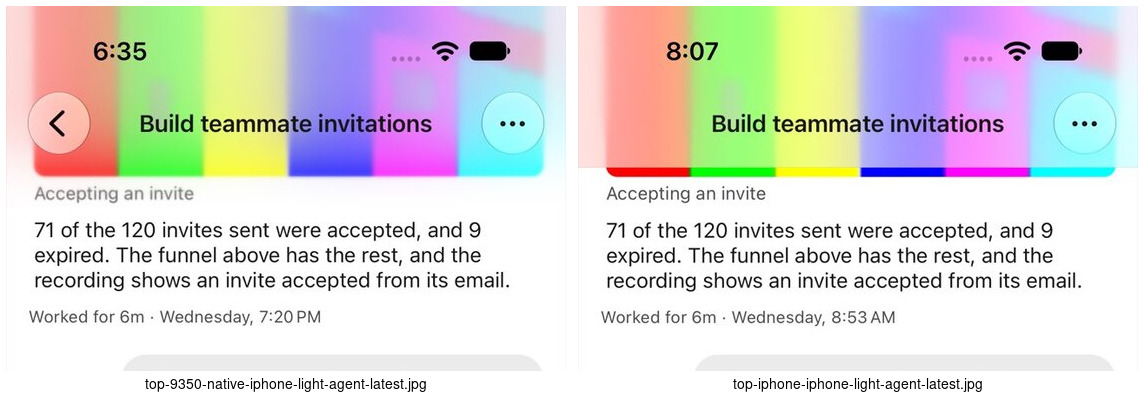 6:35
Build teammate invitations
Accepting an invite
71 of the 120 invites sent were accepted, and 9
expired. The funnel above has the rest, and the
recording shows an invite accepted from its email.
Worked for 6m · Wednesday, 7:20 PM
top-9350-native-iphone-light-agent-latest.jpg
8:07
Build teammate invitations
Accepting an invite
71 of the 120 invites sent were accepted, and 9
expired. The funnel above has the rest, and the
recording shows an invite accepted from its email.
Worked for 6m · Wednesday, 8:53 AM
top-iphone-iphone-light-agent-latest.jpg